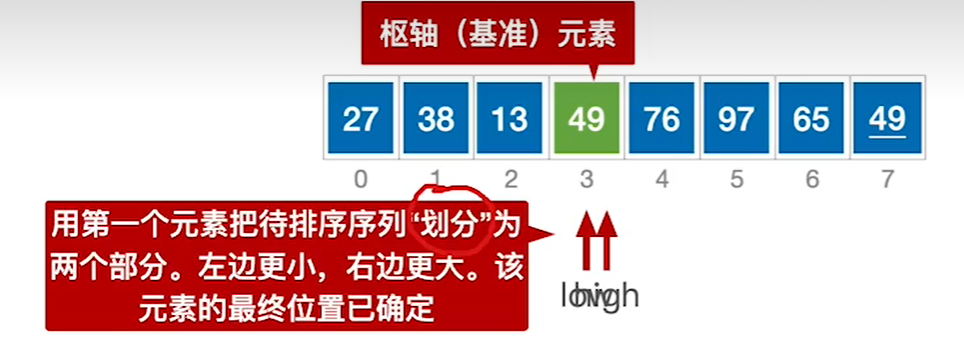 枢轴（基准）元素
27 38 13 49 76 97 65 49
0 1 2 3 4 5 6 7
用第一个元素把待排序序列“划分”为
两个部分。左边更小，右边更大。该
元素的最终位置已确定
low high